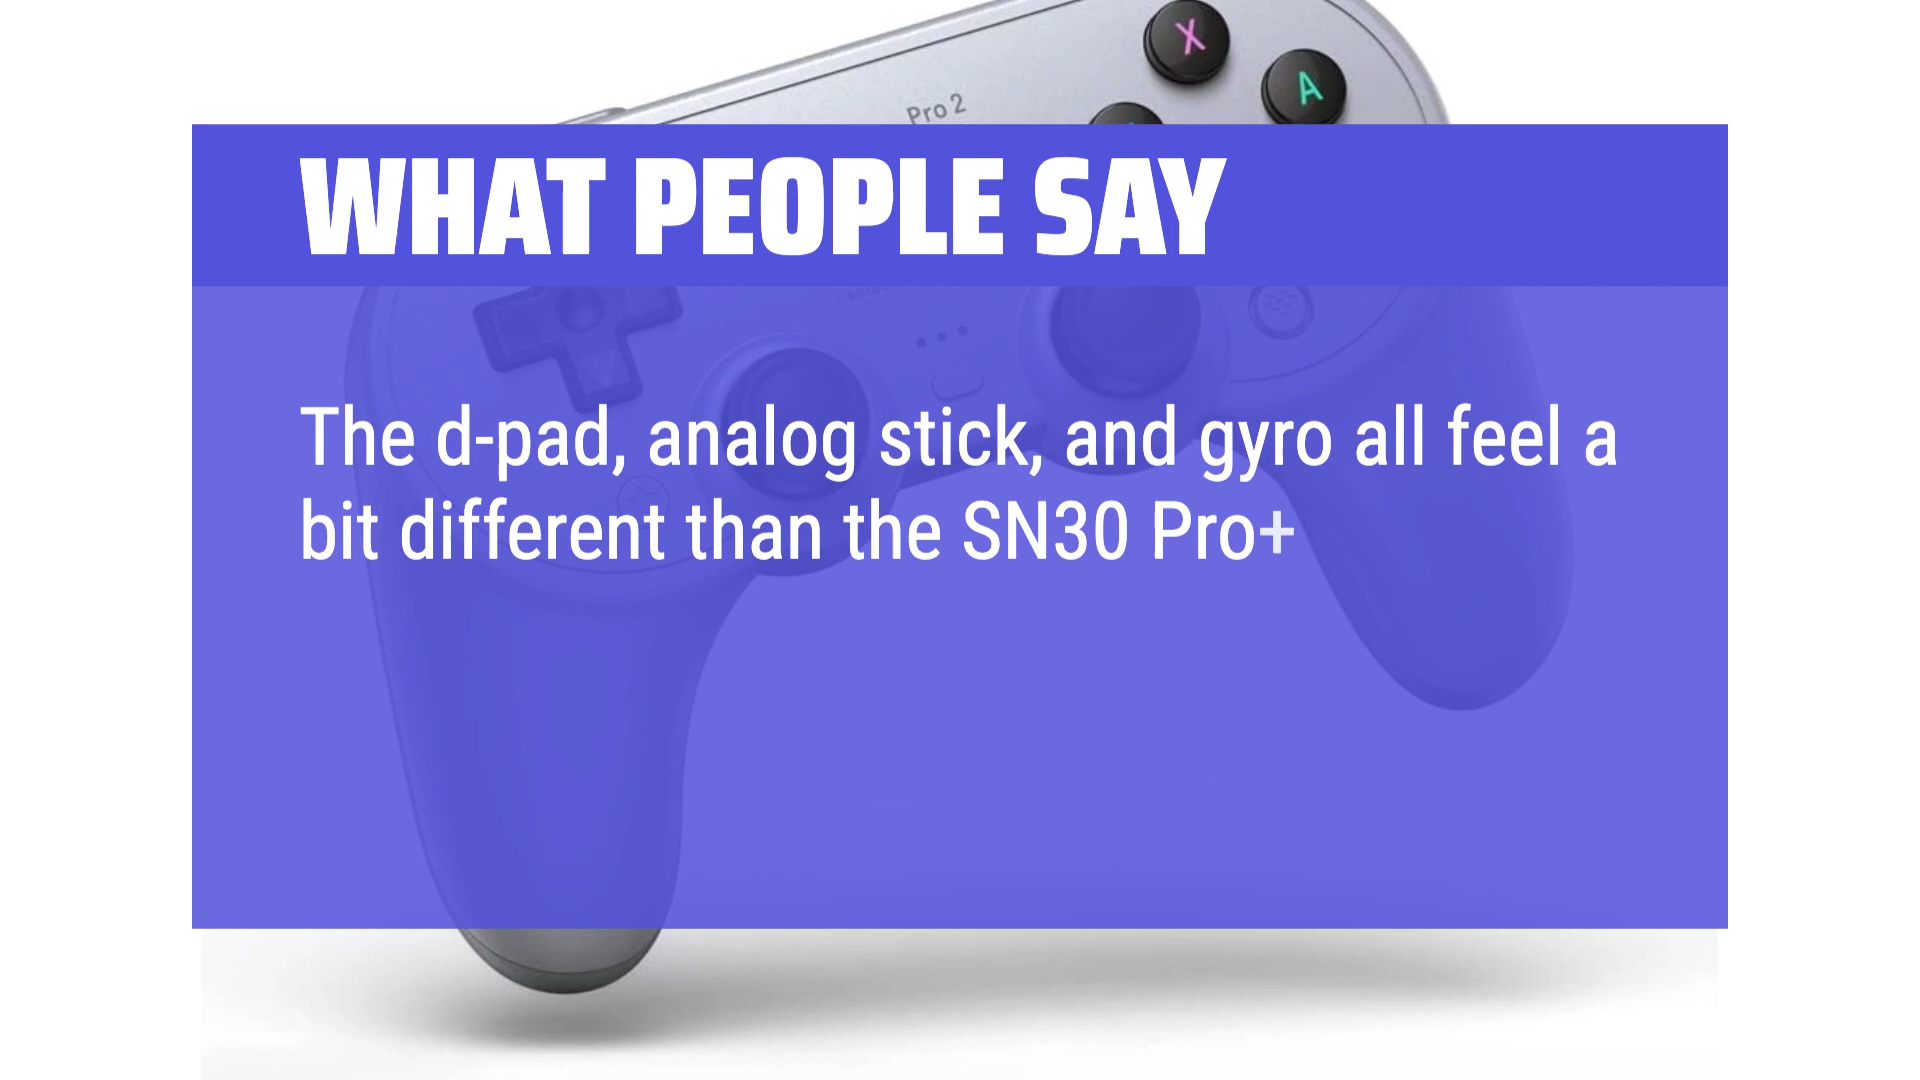 X
A
Pro 2
WHAT PEOPLE SAY
The d-pad, analog stick, and gyro all feel a
bit different than the SN30 Pro+